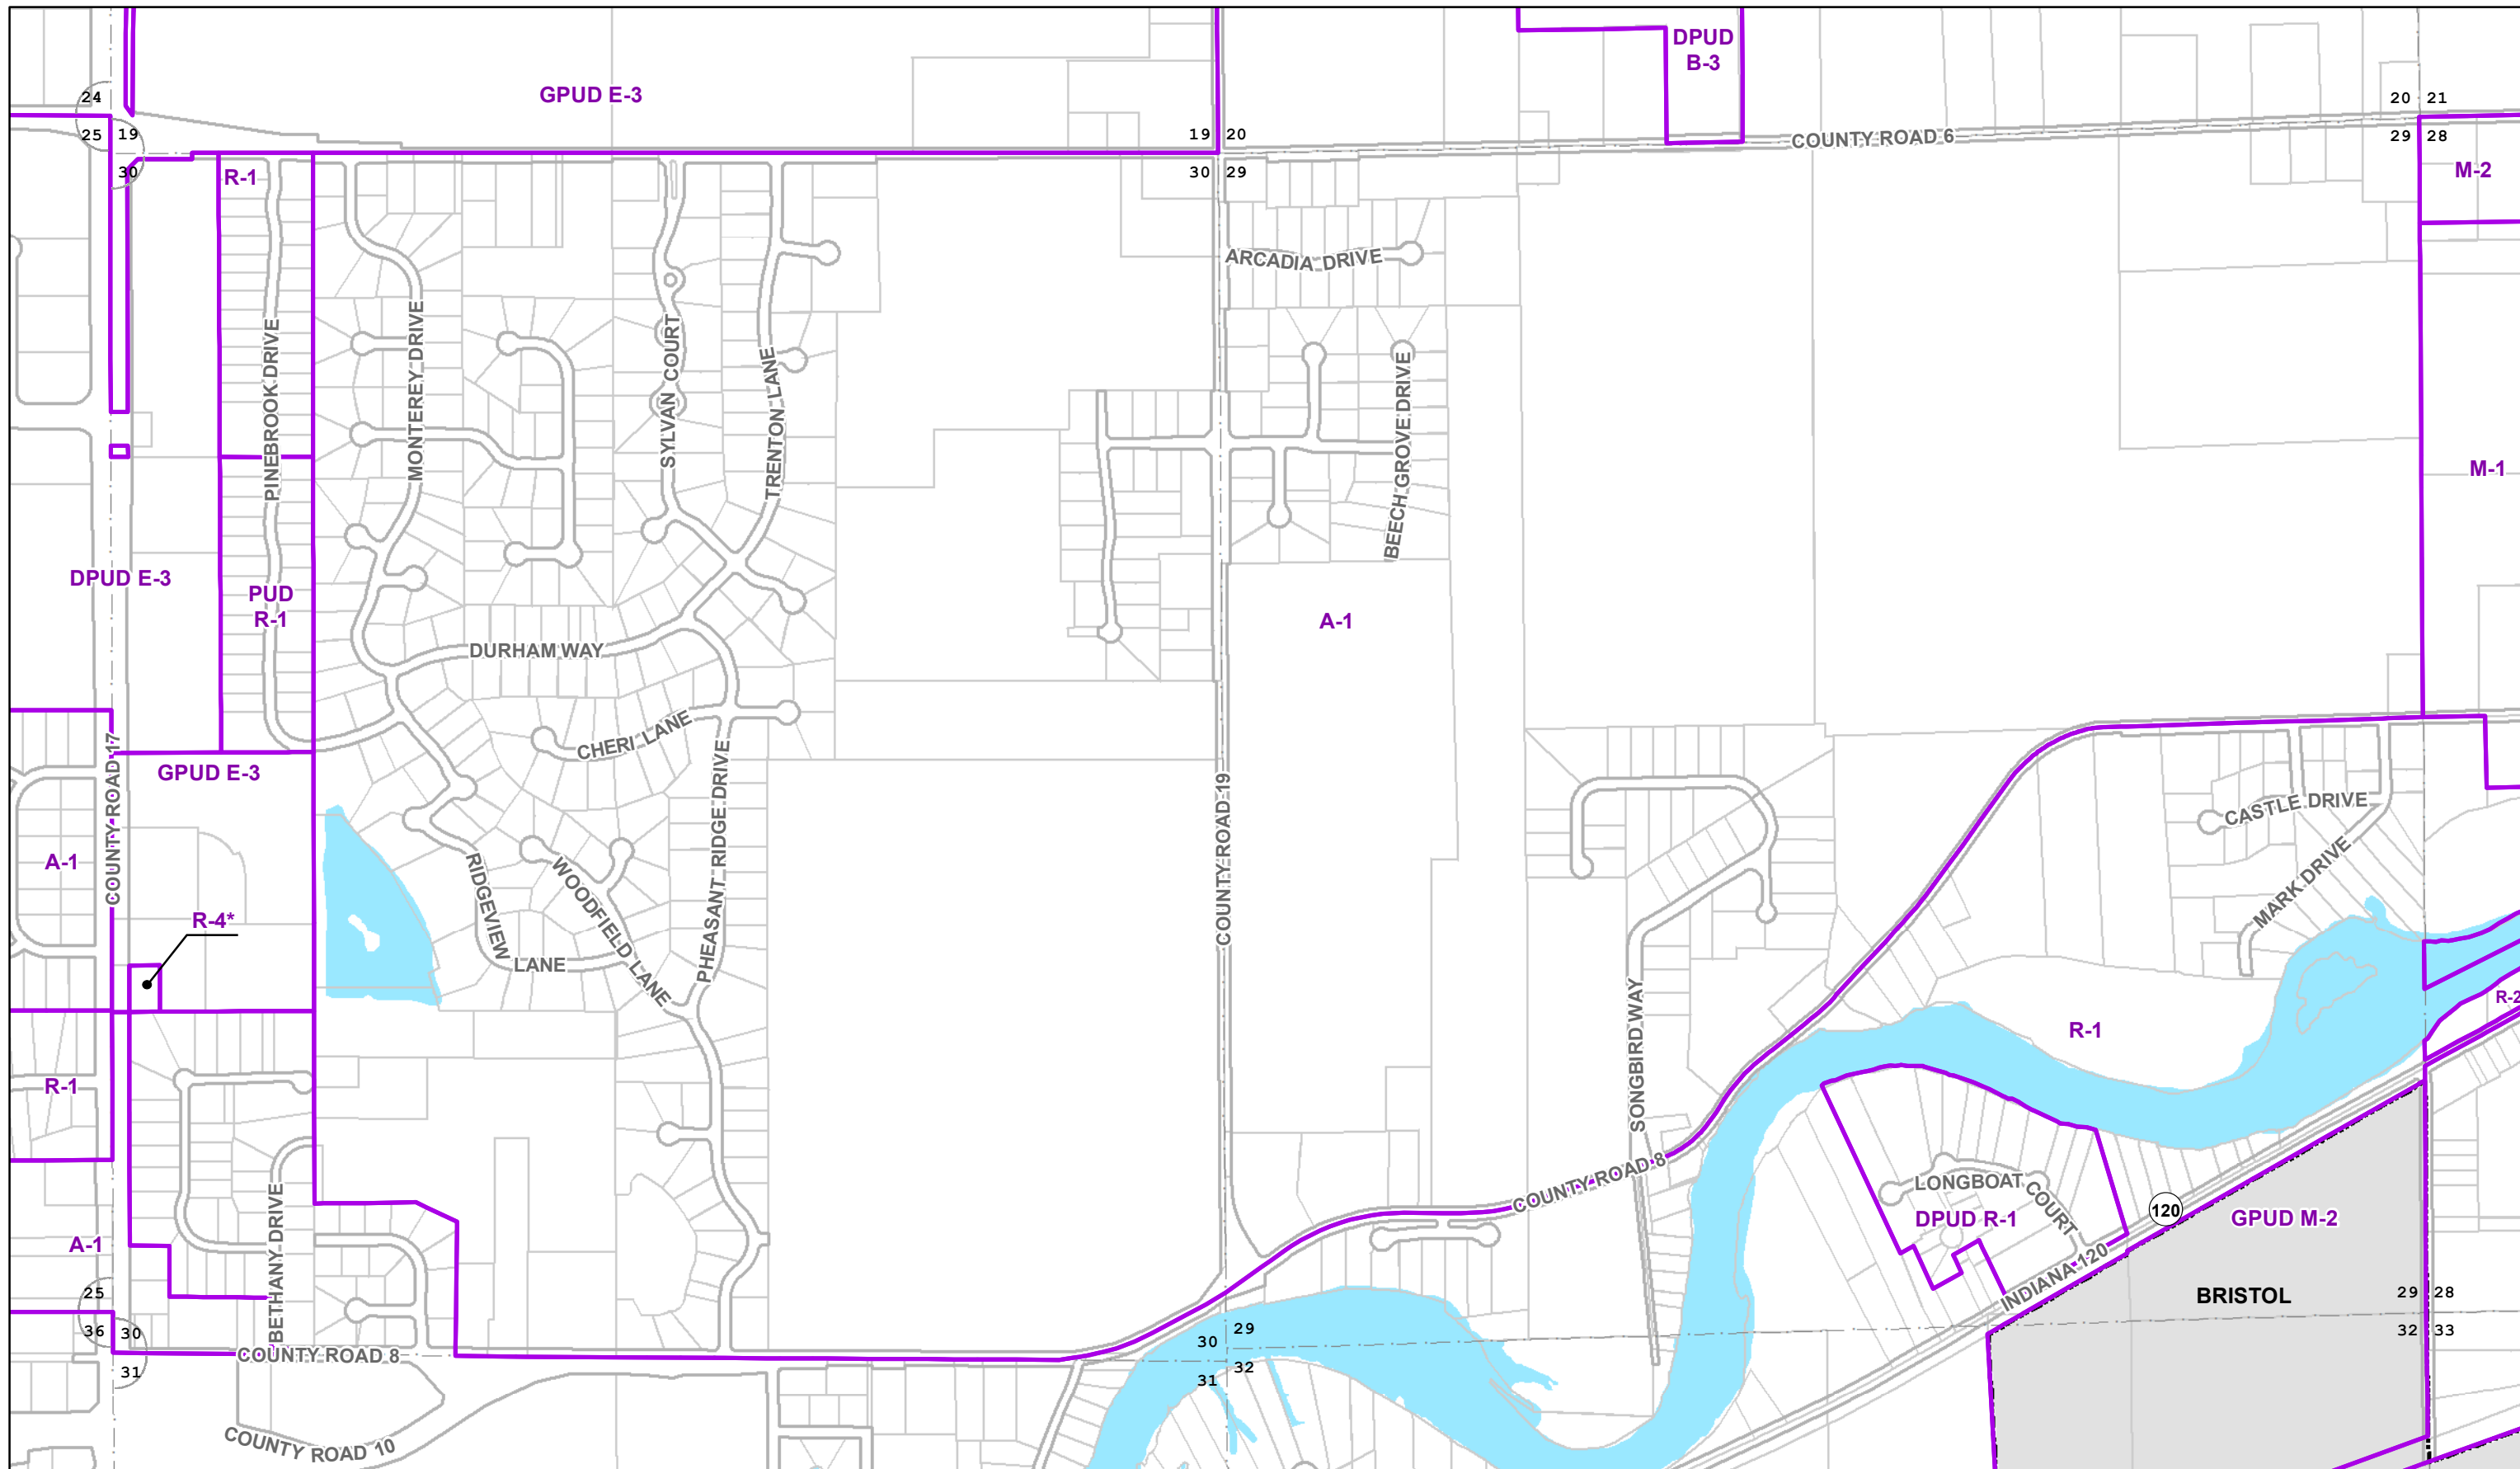 DPUD
B-3
GPUD E-3
24
20
21
25
19
19
20
COUNTY ROAD 6
29
28
30
R-1
30
29
M-2
ARCADIA DRIVE
PINEBROOK DRIVE
MONTEREY DRIVE
SYLVAN COURT
TRENTON LANE
BEECH GROVE DRIVE
M-1
DPUD E-3
PUD
R-1
A-1
DURHAM WAY
CHERI LANE
COUNTY ROAD 17
GPUD E-3
PHEASANT RIDGE DRIVE
COUNTY ROAD 19
CASTLE DRIVE
MARK DRIVE
A-1
R-4*
RIDGEVIEW
LANE
WOODFIELD LANE
SONGBIRD WAY
R-2
R-1
R-1
COUNTY ROAD 8
LONGBOAT
COURT
DPUD R-1
120
GPUD M-2
A-1
BETHANY DRIVE
INDIANA 120
BRISTOL
25
29
28
36
30
30
29
32
33
COUNTY ROAD 8
31
31
32
COUNTY ROAD 10